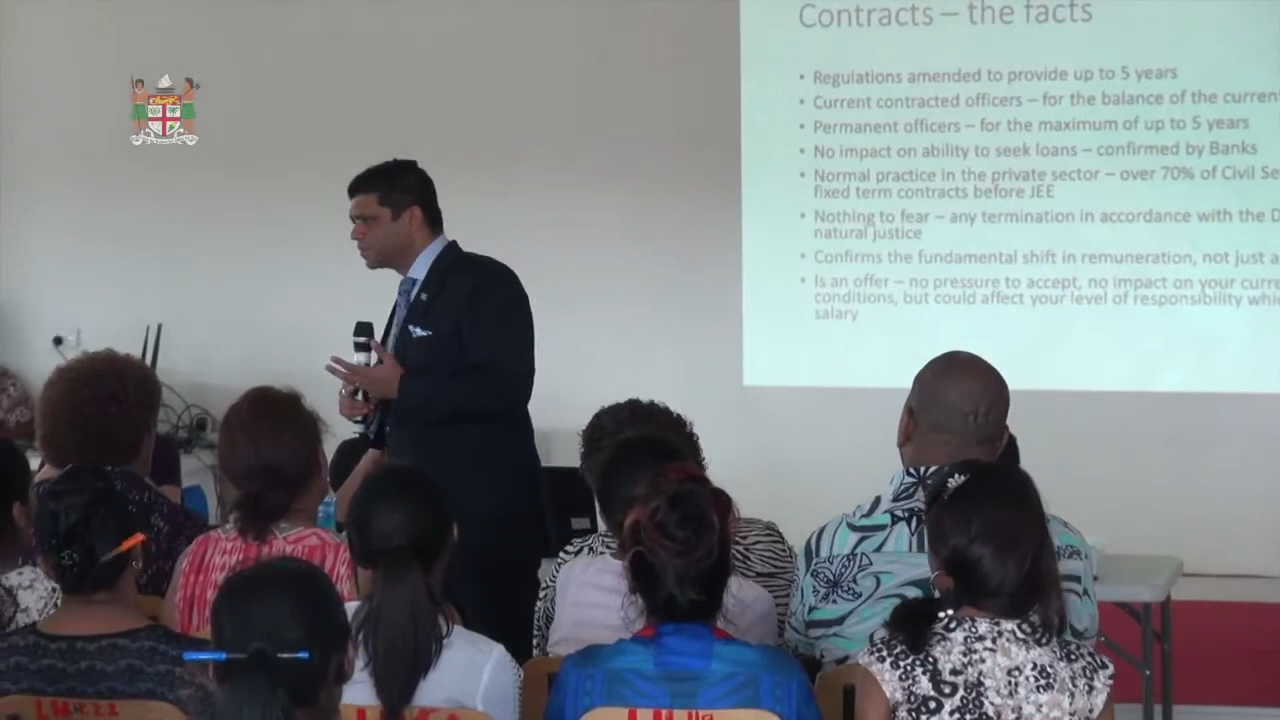 Contracts – the facts
• Regulations amended to provide up to 5 years
• Current contracted officers – for the balance of the current
• Permanent officers – for the maximum of up to 5 years
• No impact on ability to seek loans – confirmed by Banks
• Normal practice in the private sector – over 70% of Civil Se
fixed term contracts before JEE
• Nothing to fear – any termination in accordance with the D
natural justice
• Confirms the fundamental shift in remuneration, not just a
• Is an offer – no pressure to accept, no impact on your curre
conditions, but could affect your level of responsibility whic
salary